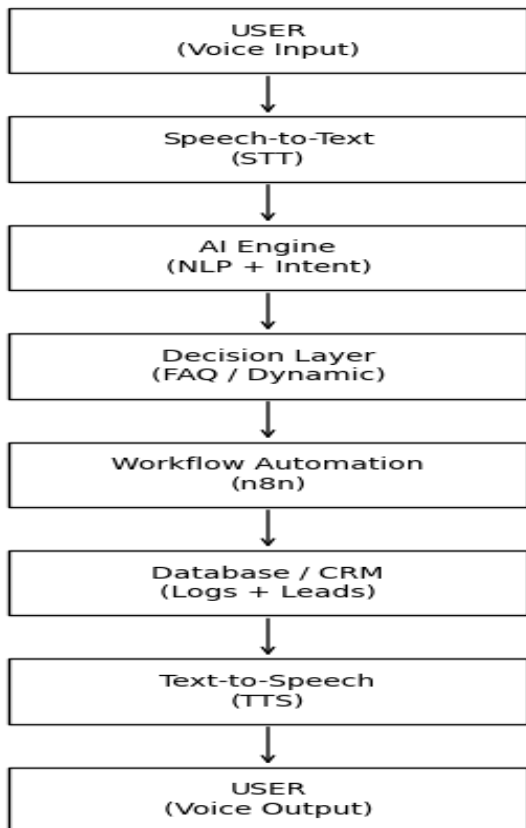 USER
(Voice Input)
Speech-to-Text
(STT)
AI Engine
(NLP + Intent)
Decision Layer
(FAQ / Dynamic)
Workflow Automation
(n8n)
Database / CRM
(Logs + Leads)
Text-to-Speech
(TTS)
USER
(Voice Output)